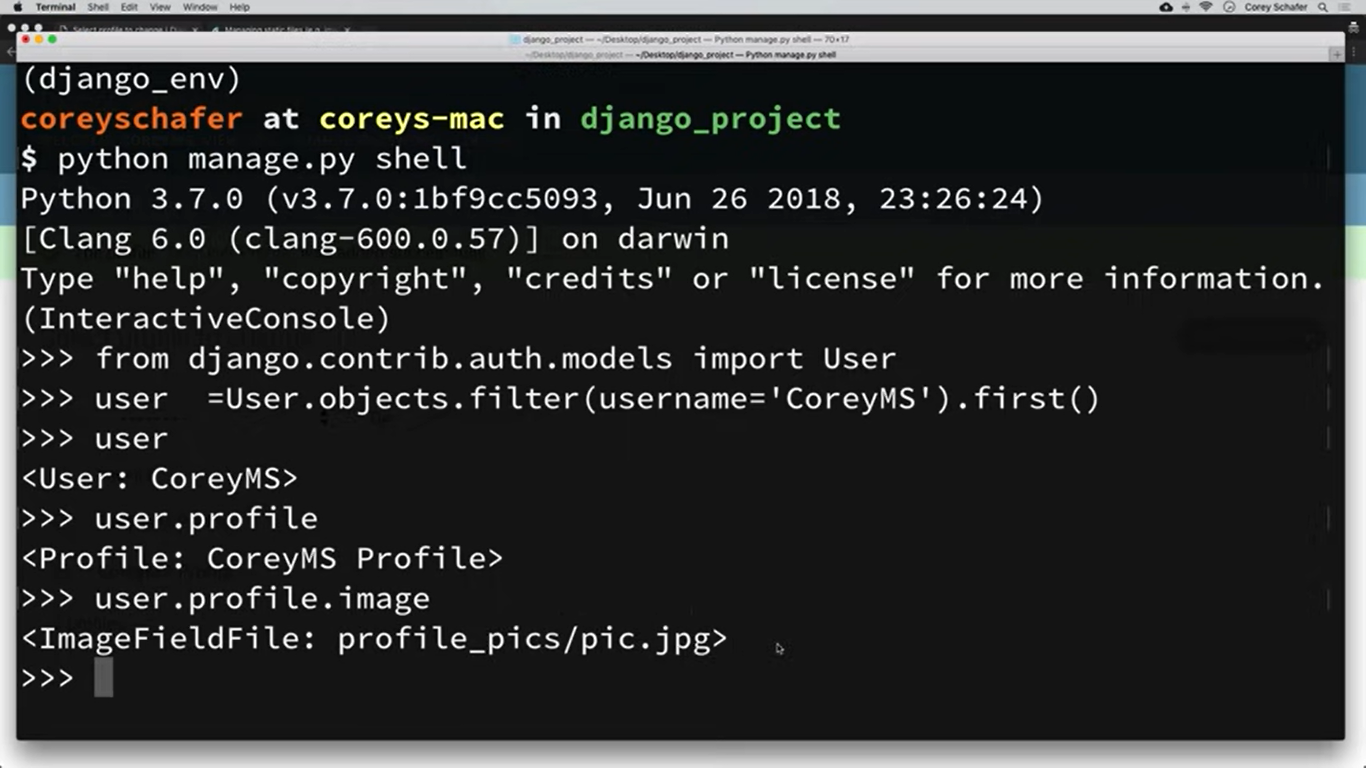 Terminal Shell Edit View Window Help Corey Schafer
django_project — ~/Desktop/django_project — Python manage.py shell — 70×17
~/Desktop/django_project — ~/Desktop/django_project — Python manage.py shell
(django_env)
coreyschafer at coreys-mac in django_project
$ python manage.py shell
Python 3.7.0 (v3.7.0:1bf9cc5093, Jun 26 2018, 23:26:24)
[Clang 6.0 (clang-600.0.57)] on darwin
Type "help", "copyright", "credits" or "license" for more information.
(InteractiveConsole)
>>> from django.contrib.auth.models import User
>>> user  =User.objects.filter(username='CoreyMS').first()
>>> user
<User: CoreyMS>
>>> user.profile
<Profile: CoreyMS Profile>
>>> user.profile.image
<ImageFieldFile: profile_pics/pic.jpg>
>>>